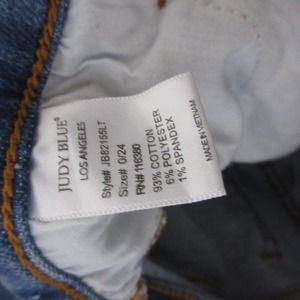 JUDY BLUE®
LOS ANGELES
Style# JB82155LT
Size# 0/24
RN# 116380
93% COTTON
6% POLYESTER
1% SPANDEX
MADE IN VIETNAM